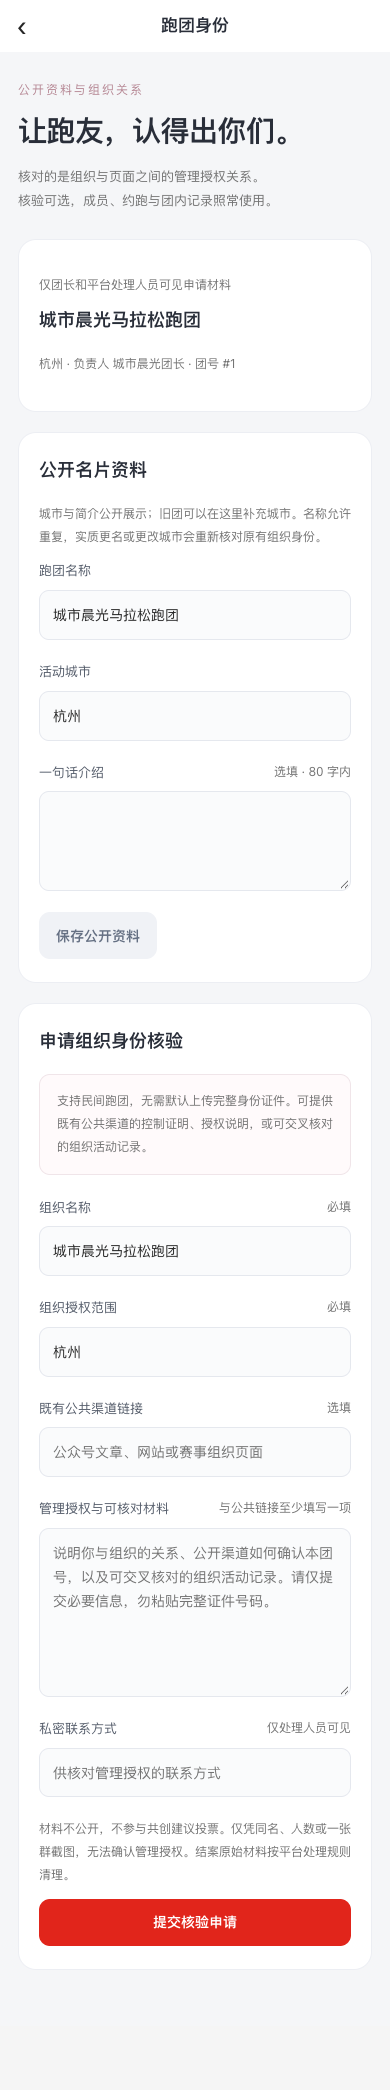 跑团身份
公开资料与组织关系
让跑友，认得出你们。
核对的是组织与页面之间的管理授权关系。
核验可选，成员、约跑与团内记录照常使用。
仅团长和平台处理人员可见申请材料
城市晨光马拉松跑团
杭州 · 负责人 城市晨光团长 · 团号 #1
公开名片资料
城市与简介公开展示；旧团可以在这里补充城市。名称允许
重复，实质更名或更改城市会重新核对原有组织身份。
跑团名称
城市晨光马拉松跑团
活动城市
杭州
一句话介绍 选填 · 80 字内
保存公开资料
申请组织身份核验
支持民间跑团，无需默认上传完整身份证件。可提供
既有公共渠道的控制证明、授权说明，或可交叉核对
的组织活动记录。
组织名称 必填
城市晨光马拉松跑团
组织授权范围 必填
杭州
既有公共渠道链接 选填
公众号文章、网站或赛事组织页面
管理授权与可核对材料 与公共链接至少填写一项
说明你与组织的关系、公开渠道如何确认本团
号，以及可交叉核对的组织活动记录。请仅提
交必要信息，勿粘贴完整证件号码。
私密联系方式 仅处理人员可见
供核对管理授权的联系方式
材料不公开，不参与共创建议投票。仅凭同名、人数或一张
群截图，无法确认管理授权。结案原始材料按平台处理规则
清理。
提交核验申请